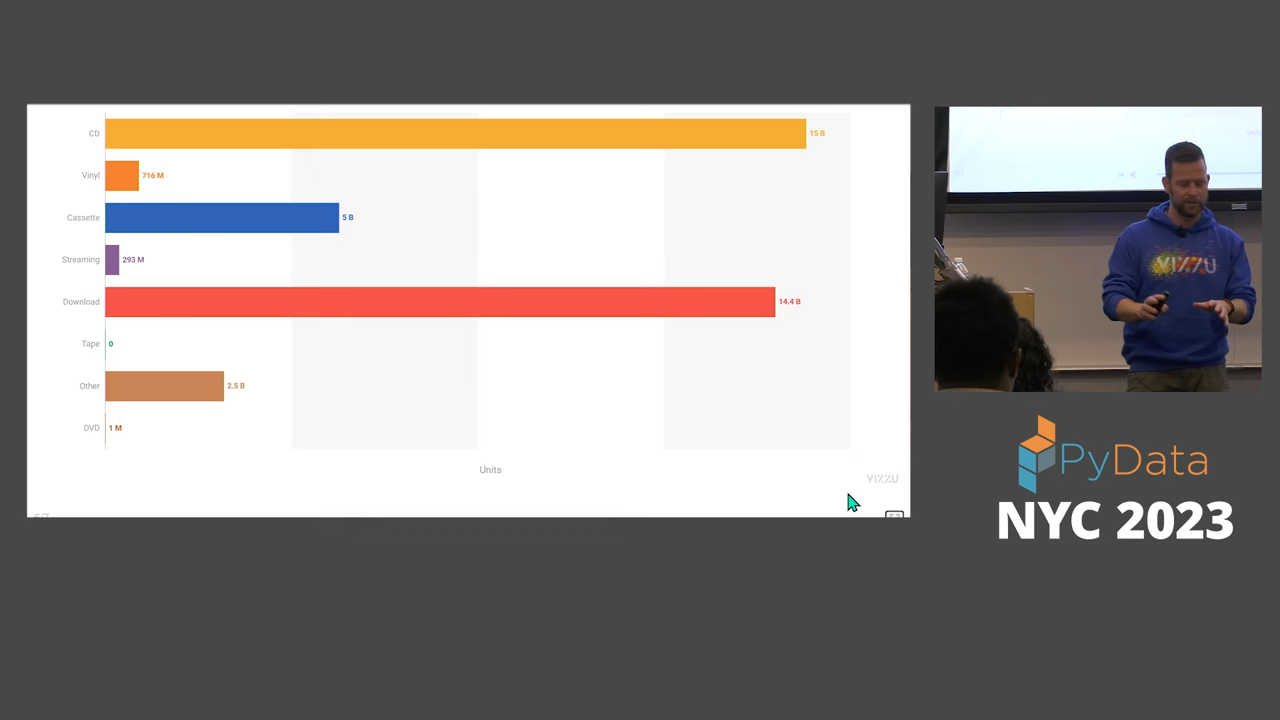 CD 15 B
Vinyl 716 M
Cassette 5 B
Streaming 293 M
Download 14.4 B
Tape 0
Other 2.5 B
DVD 1 M
Units
VIZZU
VIZZU
PyData
NYC 2023